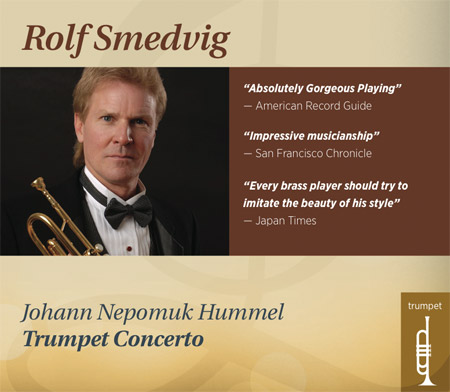 Rolf Smedvig
“Absolutely Gorgeous Playing”
— American Record Guide
“Impressive musicianship”
— San Francisco Chronicle
“Every brass player should try to
imitate the beauty of his style”
— Japan Times
Johann Nepomuk Hummel
Trumpet Concerto
trumpet